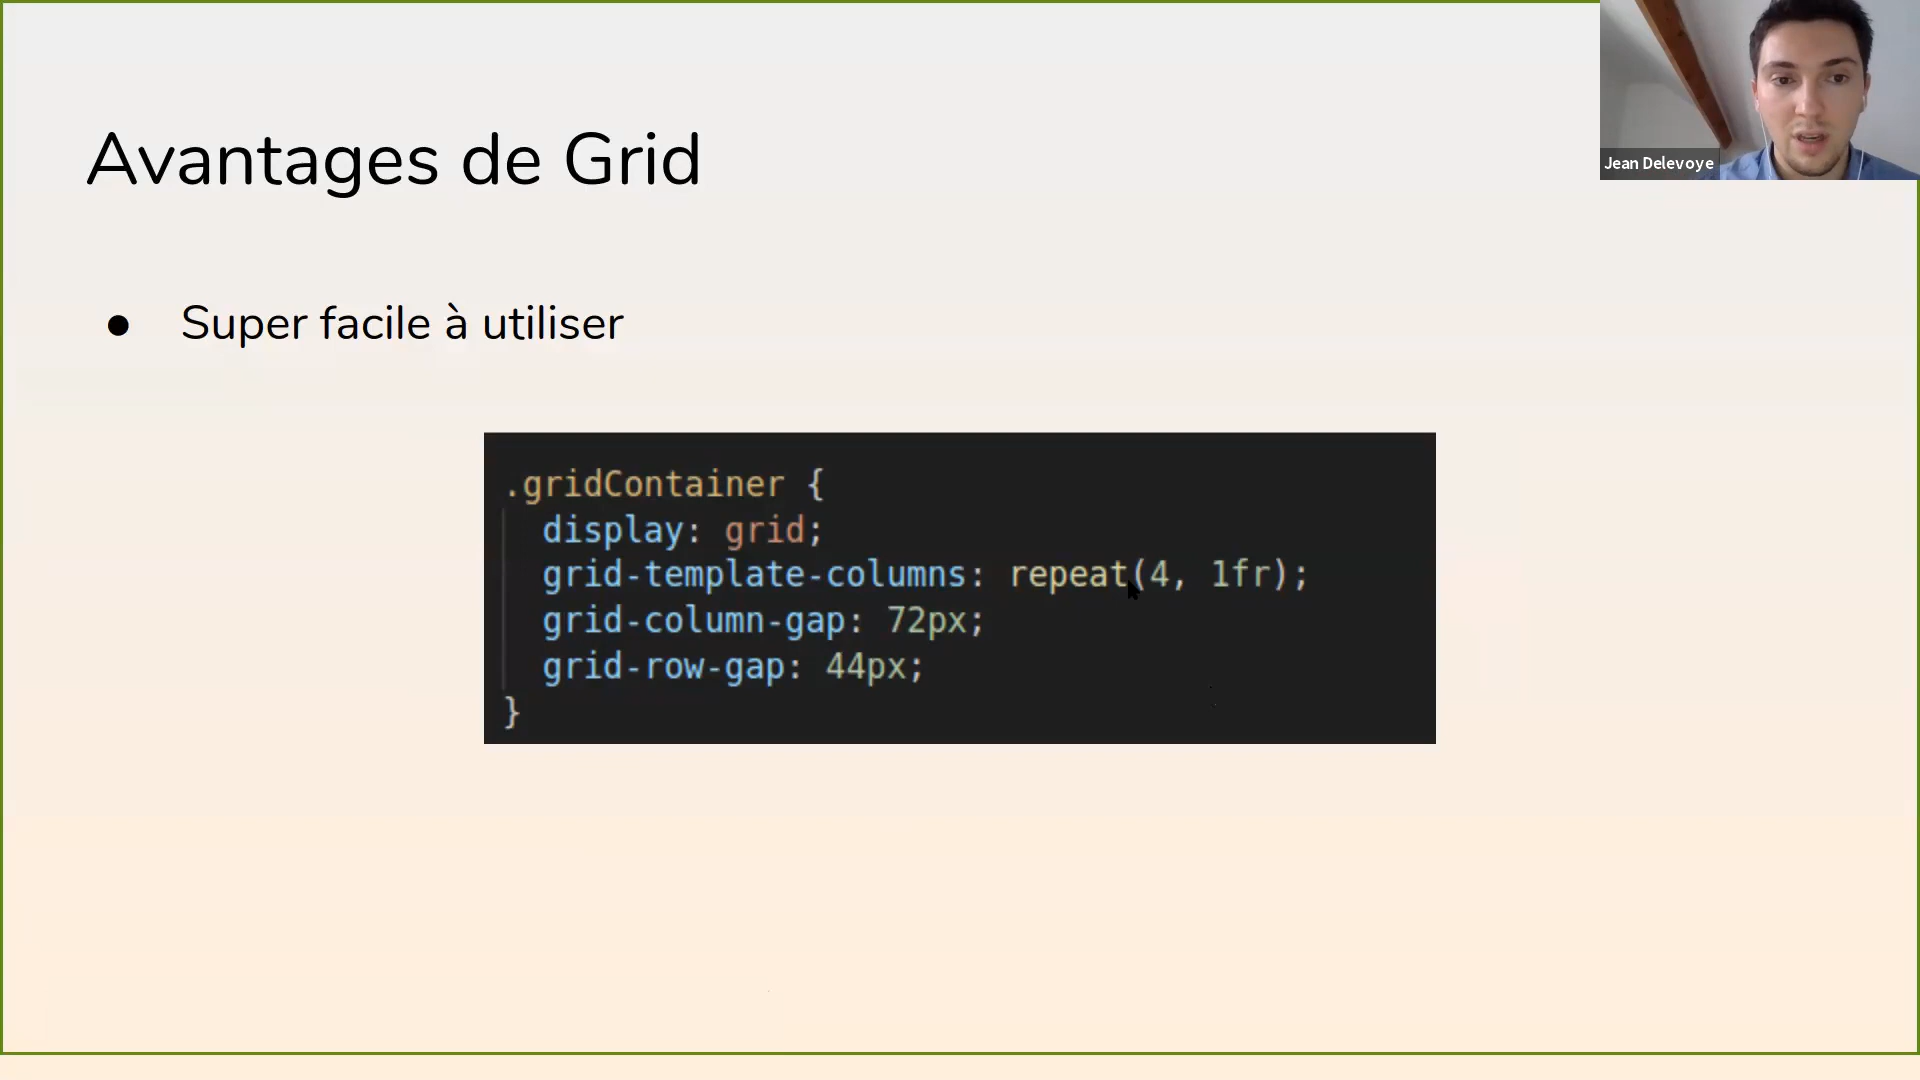 Avantages de Grid
Jean Delevoye
● Super facile à utiliser
.gridContainer {
display: grid;
grid-template-columns: repeat(4, 1fr);
grid-column-gap: 72px;
grid-row-gap: 44px;
}